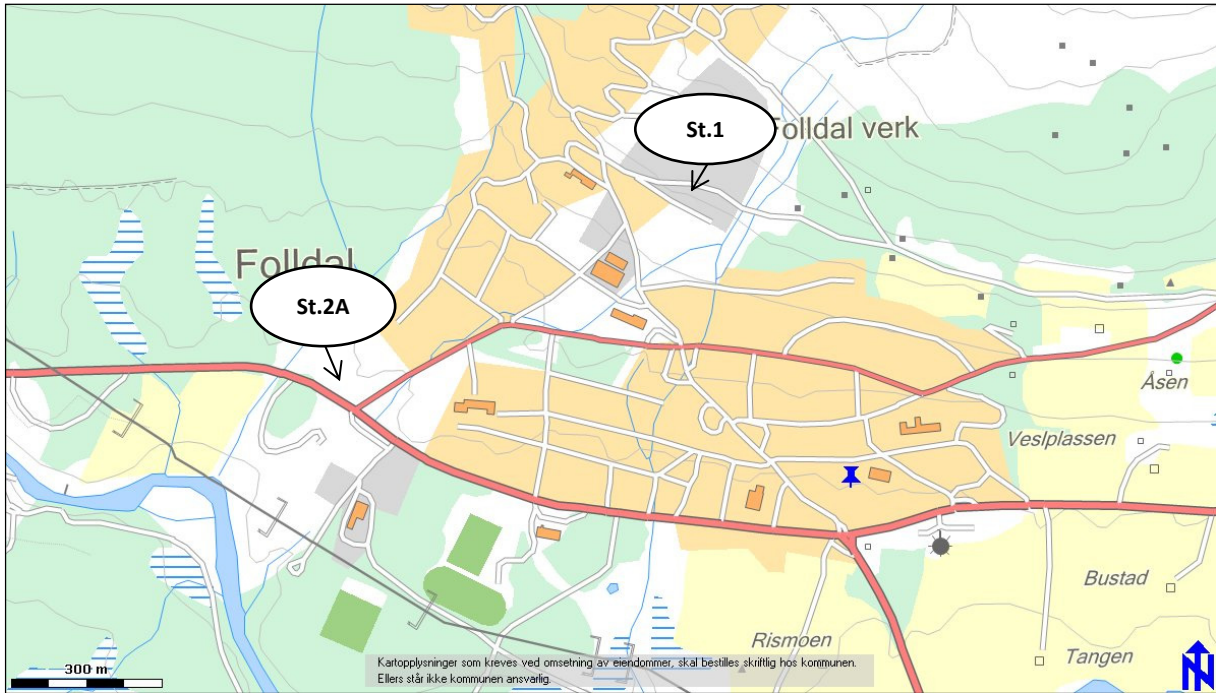 St.1
Folldal verk
Folldal
St.2A
Åsen
Veslplassen
Bustad
Rismoen
Tangen
300 m
Kartopplysninger som kreves ved omsetning av eiendommer, skal bestilles skriftlig hos kommunen.
Ellers står ikke kommunen ansvarlig.
N